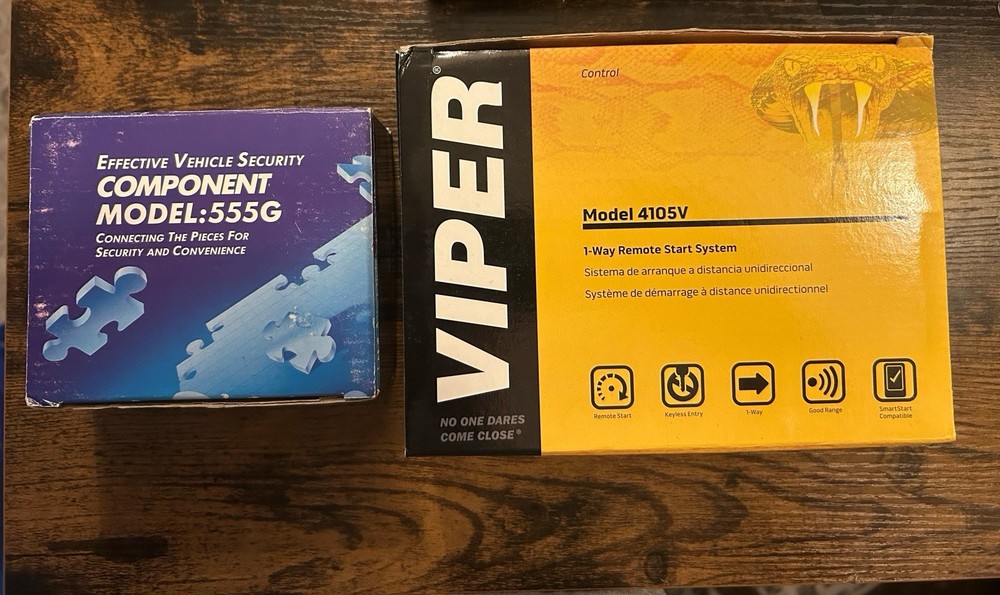 EFFECTIVE VEHICLE SECURITY
COMPONENT
MODEL:555G
CONNECTING THE PIECES FOR
SECURITY AND CONVENIENCE
VIPER®
NO ONE DARES
COME CLOSE®
Control
Model 4105V
1-Way Remote Start System
Sistema de arranque a distancia unidireccional
Système de démarrage à distance unidirectionnel
Remote Start
Keyless Entry
1-Way
Good Range
SmartStart
Compatible